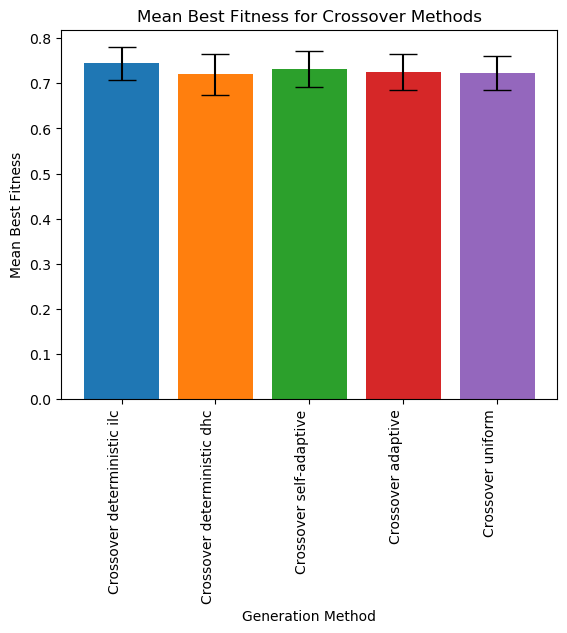 Mean Best Fitness for Crossover Methods
Mean Best Fitness
0.8
0.7
0.6
0.5
0.4
0.3
0.2
0.1
0.0
Crossover deterministic ilc
Crossover deterministic dhc
Crossover self-adaptive
Crossover adaptive
Crossover uniform
Generation Method